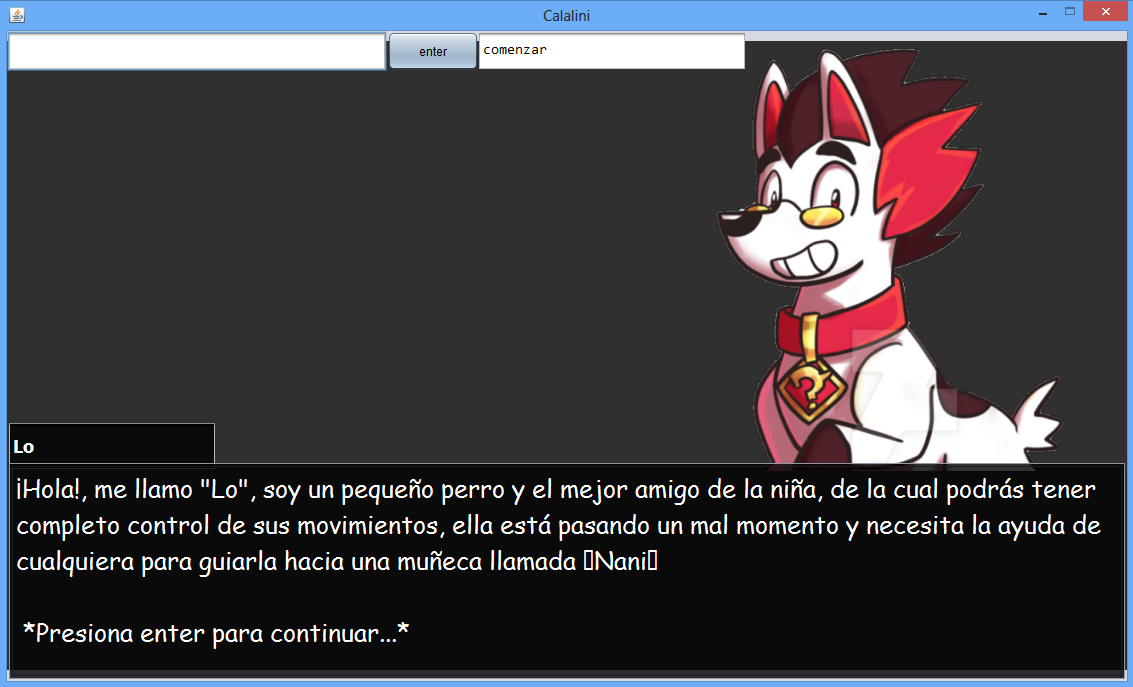 Calalini
enter
comenzar
?
Lo
¡Hola!, me llamo "Lo", soy un pequeño perro y el mejor amigo de la niña, de la cual podrás tener
completo control de sus movimientos, ella está pasando un mal momento y necesita la ayuda de
cualquiera para guiarla hacia una muñeca llamada ▯Nani▯
*Presiona enter para continuar...*